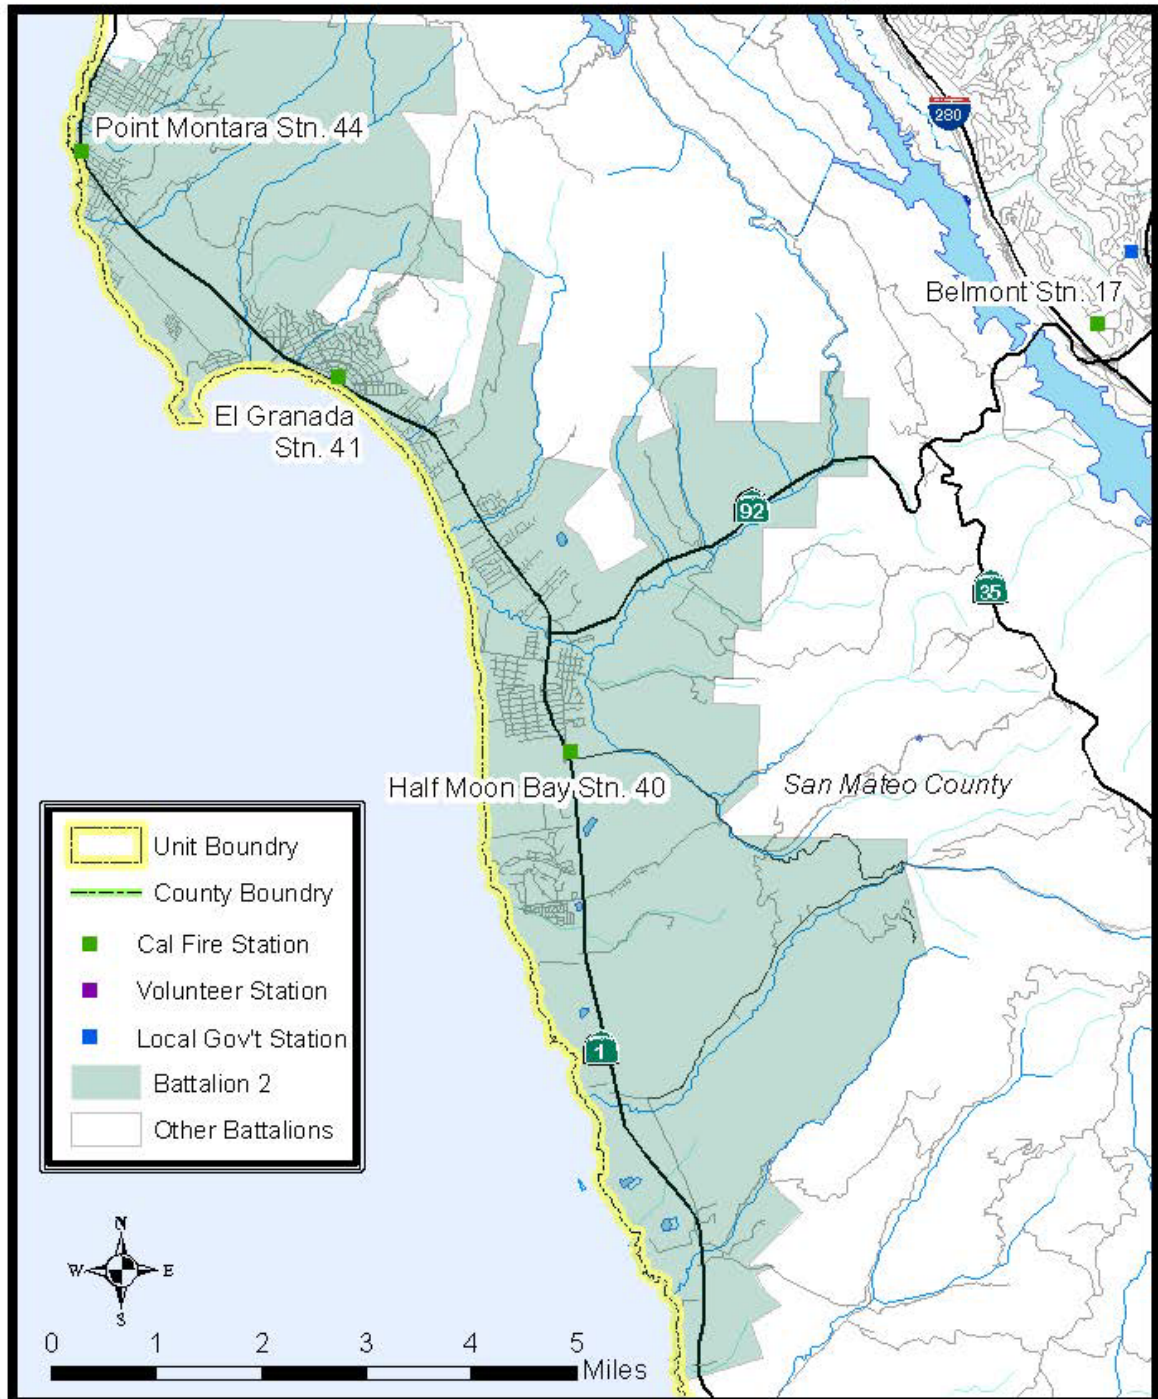 Point Montara Stn. 44
280
Belmont Stn. 17
El Granada
Stn. 41
92
35
Half Moon Bay Stn. 40
San Mateo County
1
Unit Boundry
County Boundry
Cal Fire Station
Volunteer Station
Local Gov't Station
Battalion 2
Other Battalions
N
W
E
S
0 1 2 3 4 5
Miles